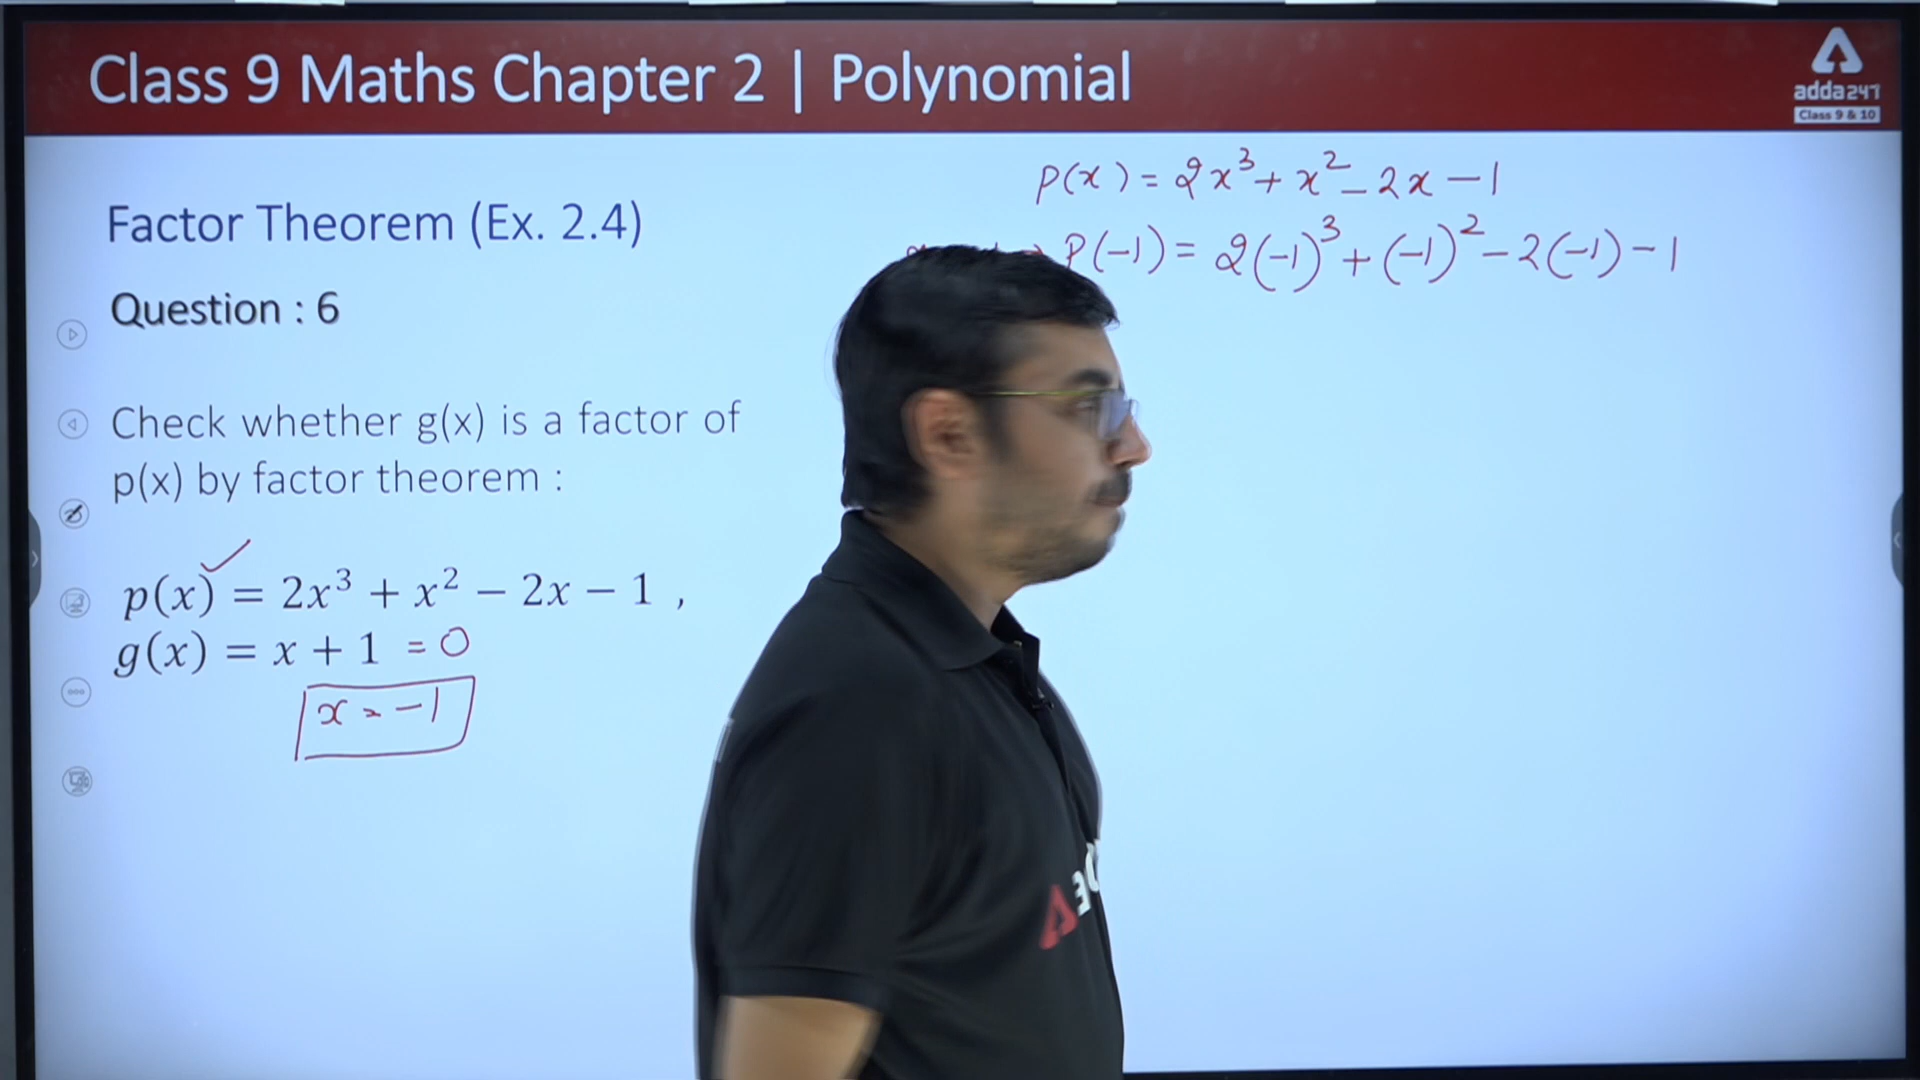 Class 9 Maths Chapter 2 | Polynomial
adda247
Class 9 & 10
Factor Theorem (Ex. 2.4)
Question : 6
Check whether g(x) is a factor of
p(x) by factor theorem :
p(x) = 2x³ + x² − 2x − 1 ,
g(x) = x + 1 = 0
x = −1
p(x) = 2x³ + x² − 2x − 1
P(−1) = 2(−1)³ + (−1)² − 2(−1) − 1